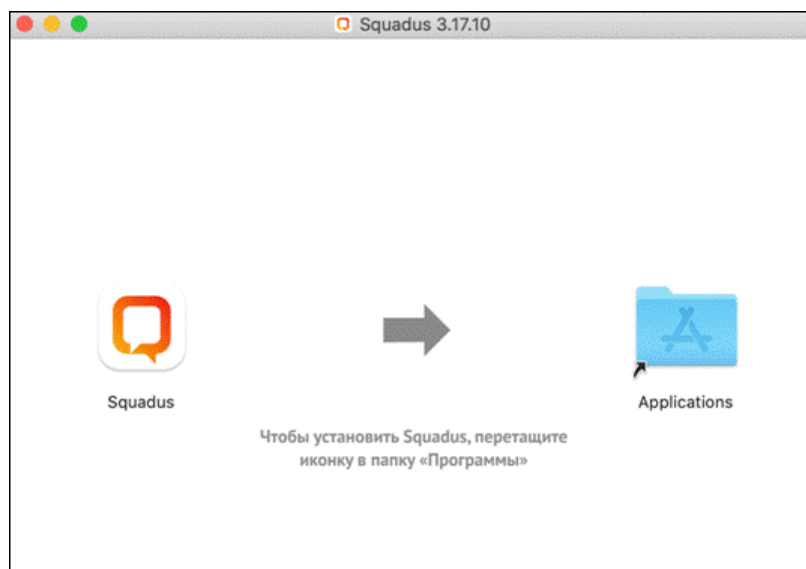 Squadus 3.17.10
Squadus
Applications
Чтобы установить Squadus, перетащите
иконку в папку «Программы»